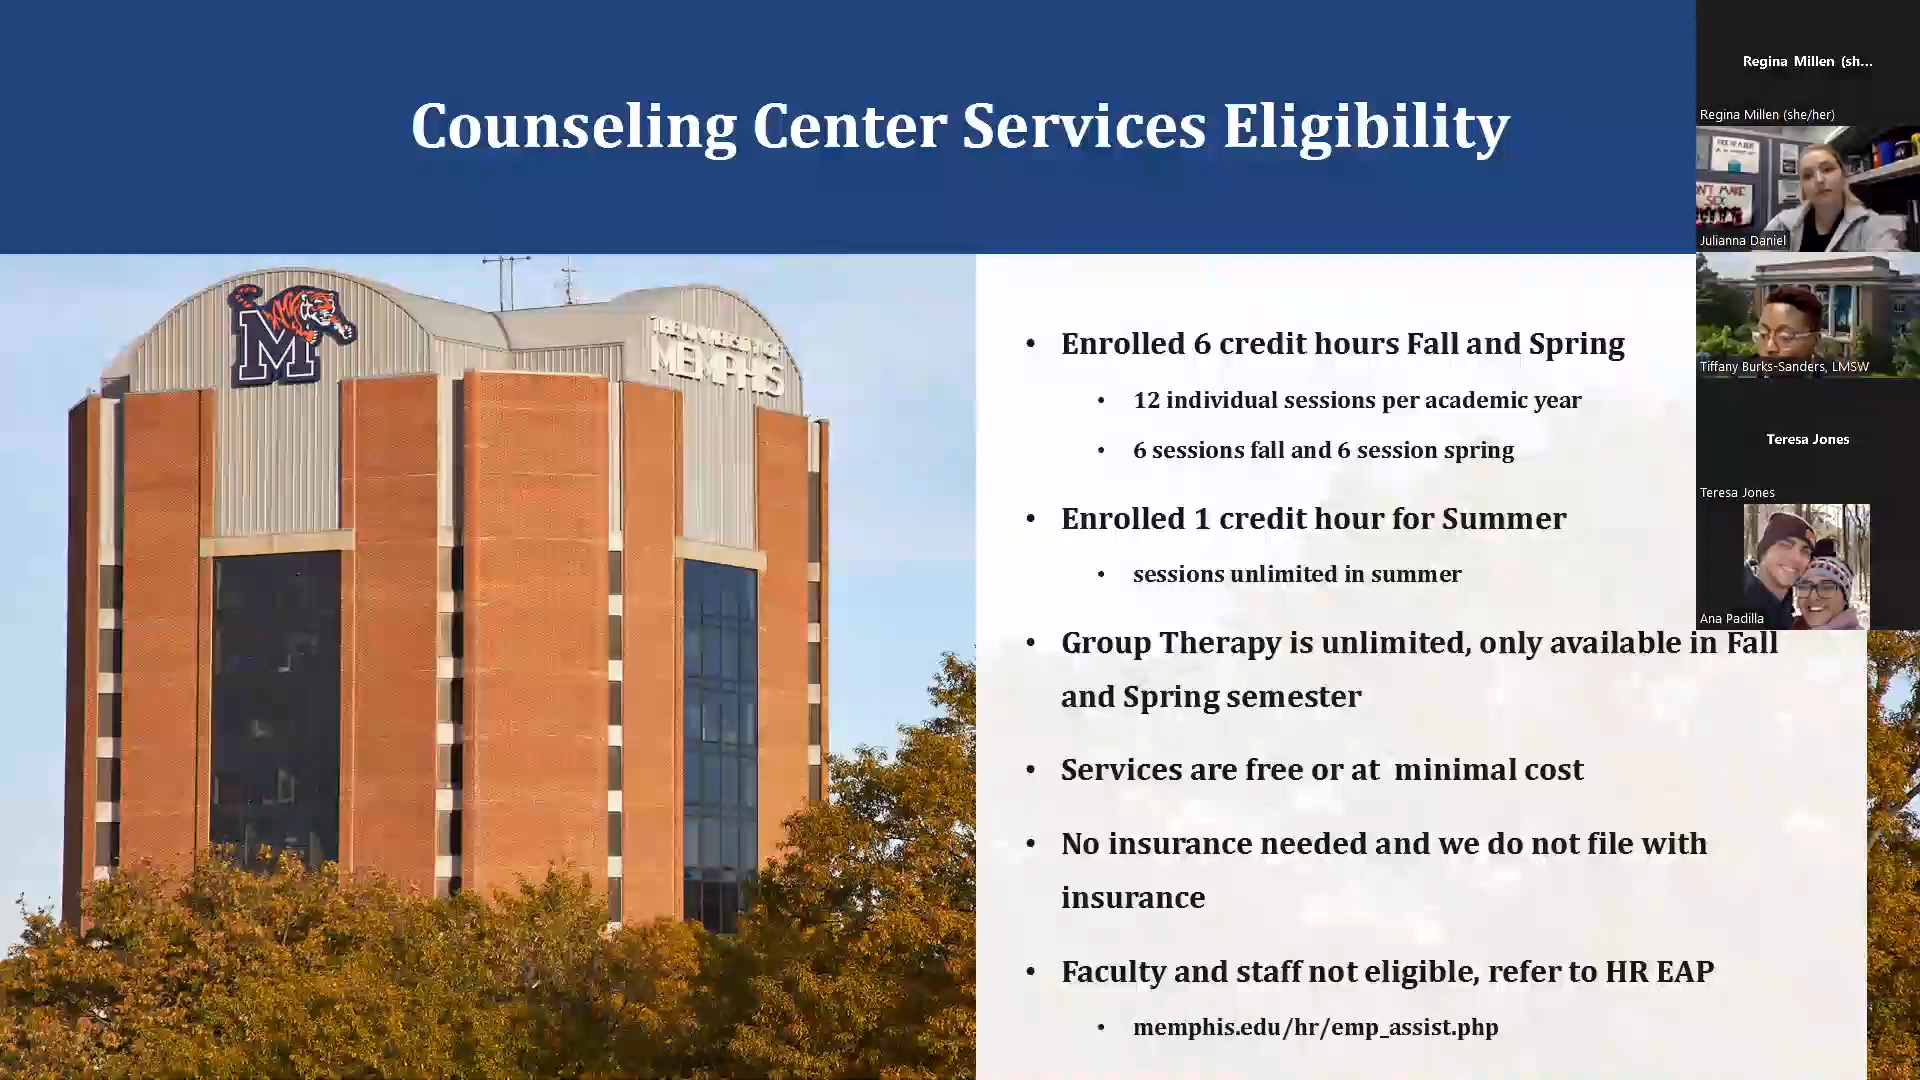 Counseling Center Services Eligibility
M
THE UNIVERSITY OF
MEMPHIS
• Enrolled 6 credit hours Fall and Spring
• 12 individual sessions per academic year
• 6 sessions fall and 6 session spring
• Enrolled 1 credit hour for Summer
• sessions unlimited in summer
• Group Therapy is unlimited, only available in Fall
and Spring semester
• Services are free or at minimal cost
• No insurance needed and we do not file with
insurance
• Faculty and staff not eligible, refer to HR EAP
• memphis.edu/hr/emp_assist.php
Regina Millen (sh...
Regina Millen (she/her)
Julianna Daniel
Tiffany Burks-Sanders, LMSW
Teresa Jones
Teresa Jones
Ana Padilla